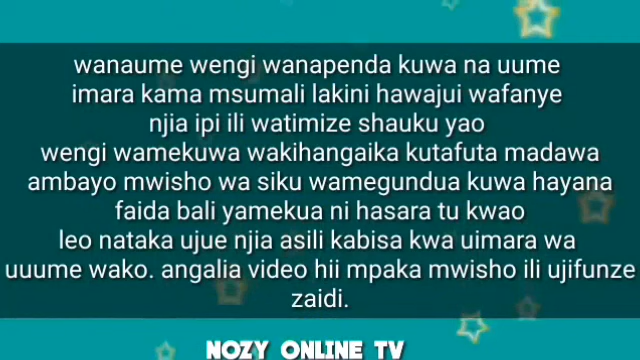 wanaume wengi wanapenda kuwa na uume
imara kama msumali lakini hawajui wafanye
njia ipi ili watimize shauku yao
wengi wamekuwa wakihangaika kutafuta madawa
ambayo mwisho wa siku wamegundua kuwa hayana
faida bali yamekua ni hasara tu kwao
leo nataka ujue njia asili kabisa kwa uimara wa
uuume wako. angalia video hii mpaka mwisho ili ujifunze
zaidi.
NOZY ONLINE TV